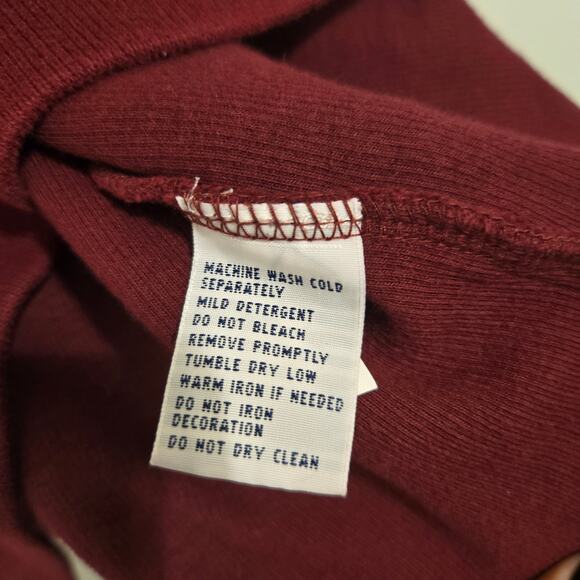 MACHINE WASH COLD
SEPARATELY
MILD DETERGENT
DO NOT BLEACH
REMOVE PROMPTLY
TUMBLE DRY LOW
WARM IRON IF NEEDED
DO NOT IRON
DECORATION
DO NOT DRY CLEAN